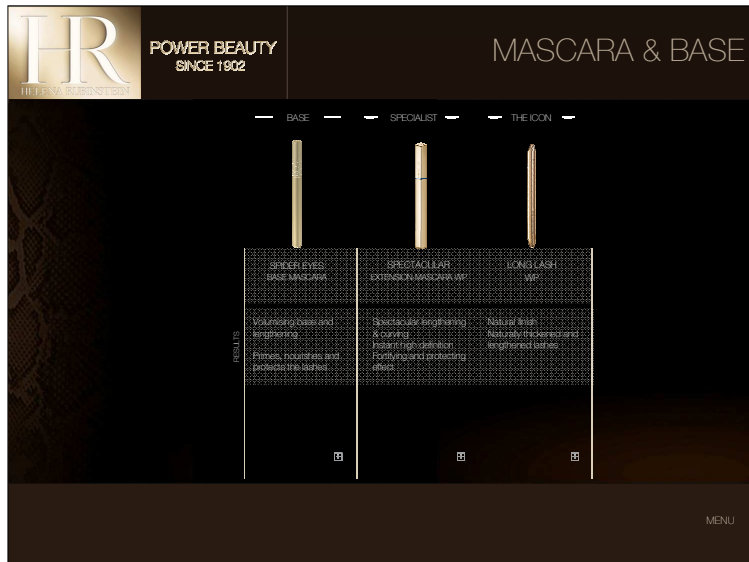 HR
HELENA RUBINSTEIN
POWER BEAUTY
SINCE 1902
MASCARA & BASE
BASE
SPECIALIST
THE ICON
SPIDER EYES
BASE MASCARA
SPECTACULAR
EXTENSION MASCARA WP
LONG LASH
WP
RESULTS
Volumising base and
lengthening
Primes, nourishes and
protects the lashes
Spectacular lengthening
& curving
Instant high definition
Fortifying and protecting
effect
Natural finish
Naturally thickened and
lengthened lashes
MENU